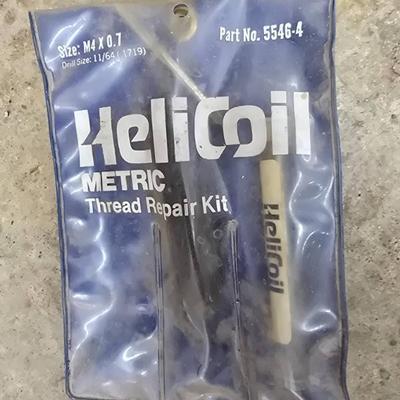 Size: M4 X 0.7
Part No. 5546-4
Drill Size: 11/64 (.1719)
HeliCoil
METRIC
Thread Repair Kit
HeliCoil